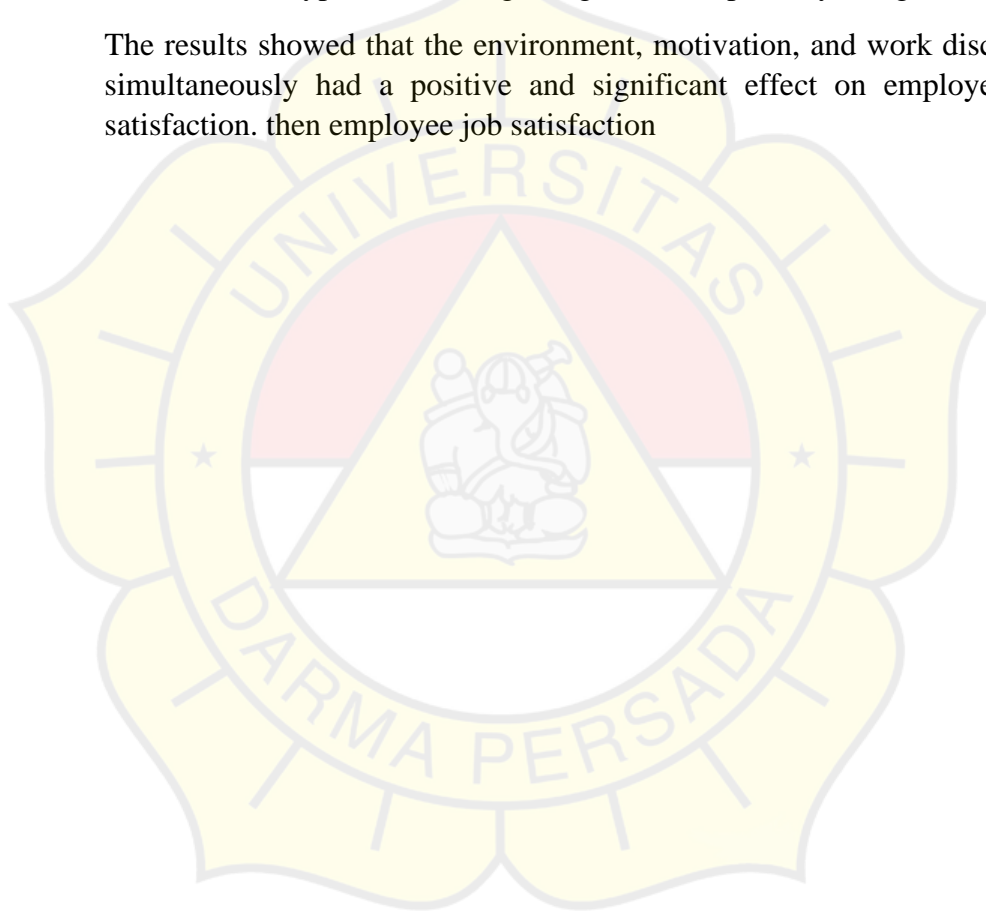 The results showed that the environment, motivation, and work disc
simultaneously had a positive and significant effect on employe
satisfaction. then employee job satisfaction
UNIVERSITAS
DARMA PERSADA